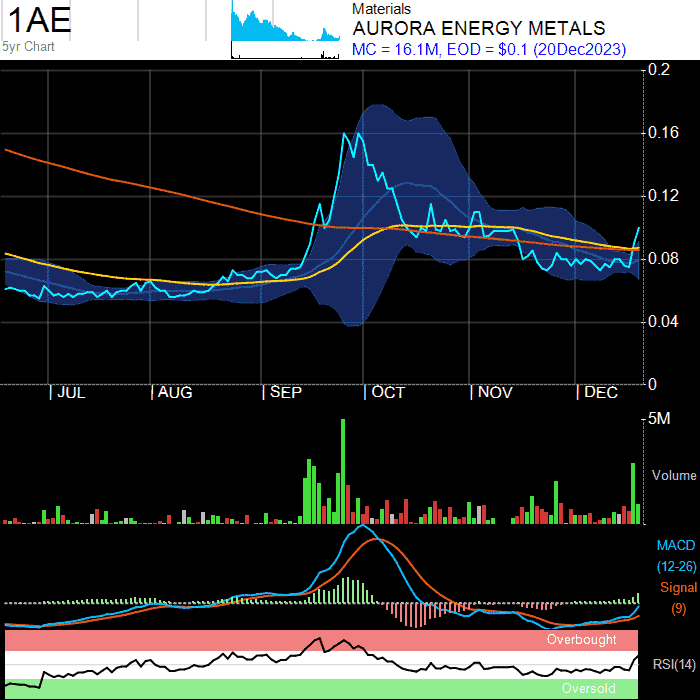 1AE
5yr Chart
Materials
AURORA ENERGY METALS
MC = 16.1M, EOD = $0.1 (20Dec2023)
0.2
0.16
0.12
0.08
0.04
0
JUL AUG SEP OCT NOV DEC
5M
Volume
MACD
(12-26)
Signal
(9)
Overbought
RSI(14)
Oversold